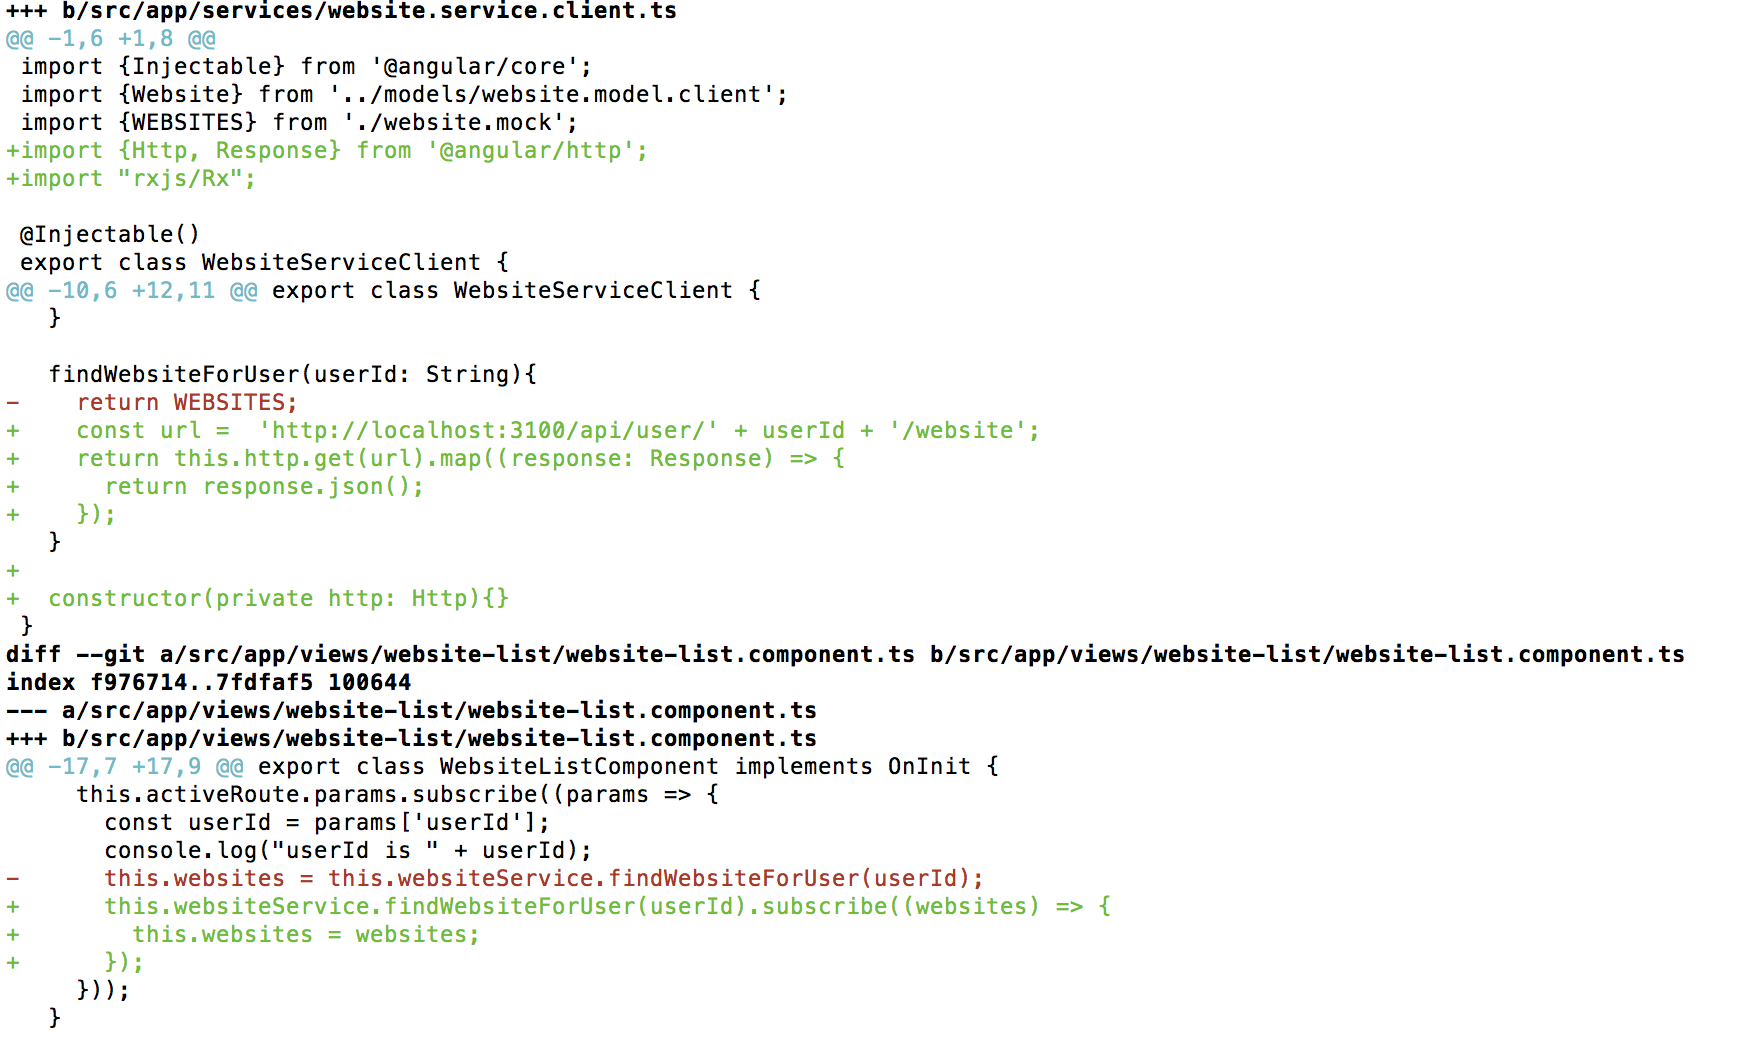 +++ b/src/app/services/website.service.client.ts
@@ -1,6 +1,8 @@
 import {Injectable} from '@angular/core';
 import {Website} from '../models/website.model.client';
 import {WEBSITES} from './website.mock';
+import {Http, Response} from '@angular/http';
+import "rxjs/Rx";

 @Injectable()
 export class WebsiteServiceClient {
@@ -10,6 +12,11 @@ export class WebsiteServiceClient {
   }

   findWebsiteForUser(userId: String){
-    return WEBSITES;
+    const url =  'http://localhost:3100/api/user/' + userId + '/website';
+    return this.http.get(url).map((response: Response) => {
+      return response.json();
+    });
   }
+
+  constructor(private http: Http){}
 }
diff --git a/src/app/views/website-list/website-list.component.ts b/src/app/views/website-list/website-list.component.ts
index f976714..7fdfaf5 100644
--- a/src/app/views/website-list/website-list.component.ts
+++ b/src/app/views/website-list/website-list.component.ts
@@ -17,7 +17,9 @@ export class WebsiteListComponent implements OnInit {
     this.activeRoute.params.subscribe((params => {
       const userId = params['userId'];
       console.log("userId is " + userId);
-      this.websites = this.websiteService.findWebsiteForUser(userId);
+      this.websiteService.findWebsiteForUser(userId).subscribe((websites) => {
+        this.websites = websites;
+      });
     }));
   }